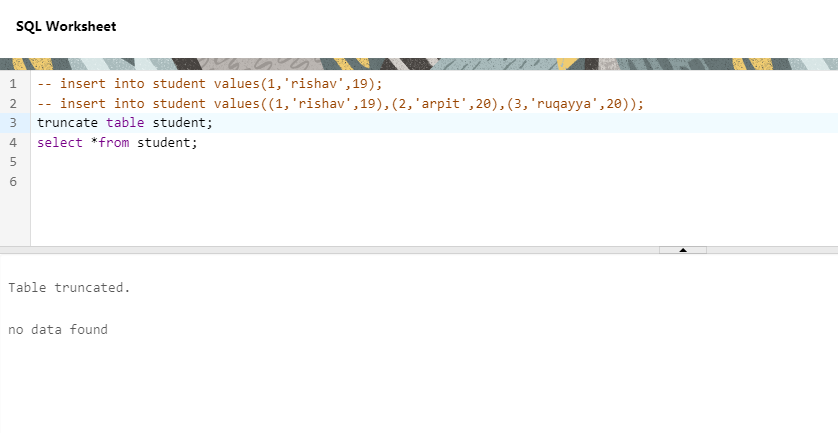 SQL Worksheet
1 -- insert into student values(1,'rishav',19);
2 -- insert into student values((1,'rishav',19),(2,'arpit',20),(3,'ruqayya',20));
3 truncate table student;
4 select *from student;
5
6
Table truncated.
no data found